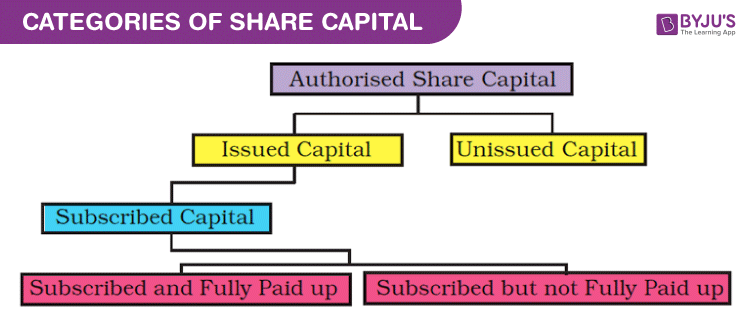 CATEGORIES OF SHARE CAPITAL
BYJU'S
The Learning App
Authorised Share Capital
Issued Capital
Unissued Capital
Subscribed Capital
Subscribed and Fully Paid up
Subscribed but not Fully Paid up